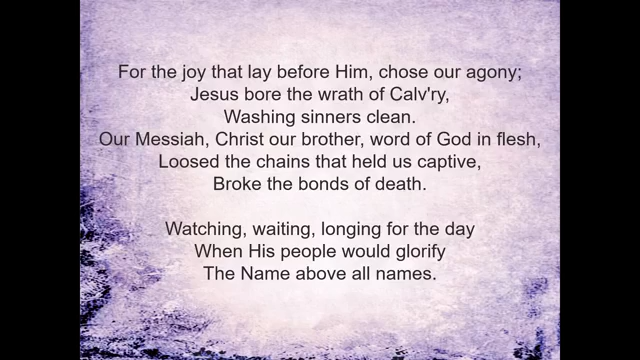 For the joy that lay before Him, chose our agony;
Jesus bore the wrath of Calv'ry,
Washing sinners clean.
Our Messiah, Christ our brother, word of God in flesh,
Loosed the chains that held us captive,
Broke the bonds of death.
Watching, waiting, longing for the day
When His people would glorify
The Name above all names.